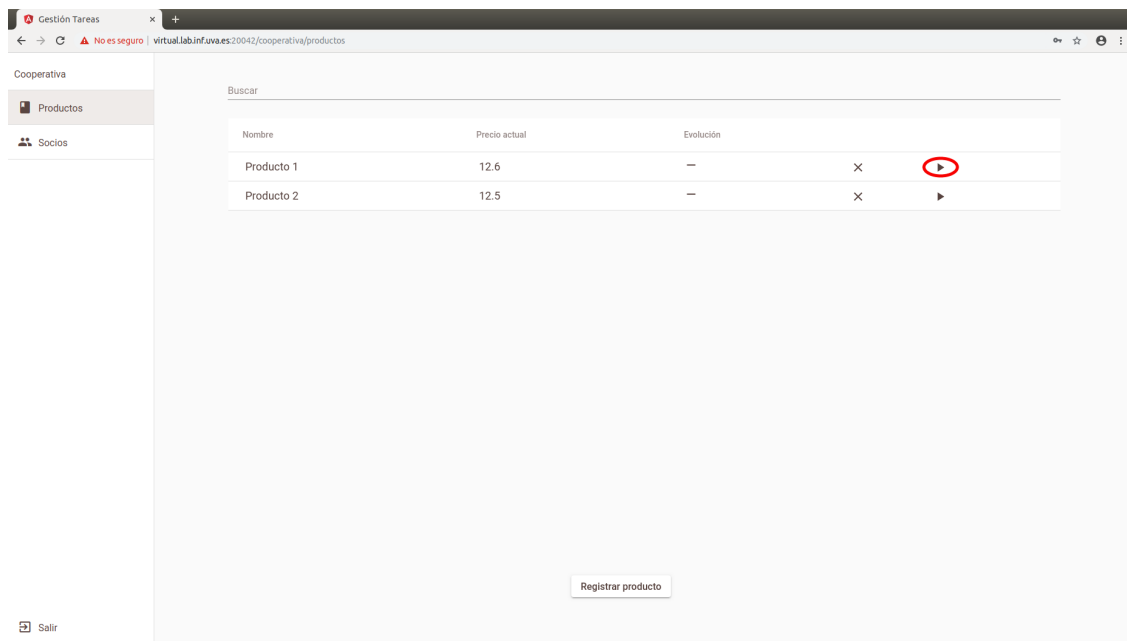 Gestión Tareas
No es seguro | virtual.lab.inf.uva.es:20042/cooperativa/productos
Cooperativa
Productos
Socios
Buscar
Nombre Precio actual Evolución
Producto 1 12.6
Producto 2 12.5
Registrar producto
Salir